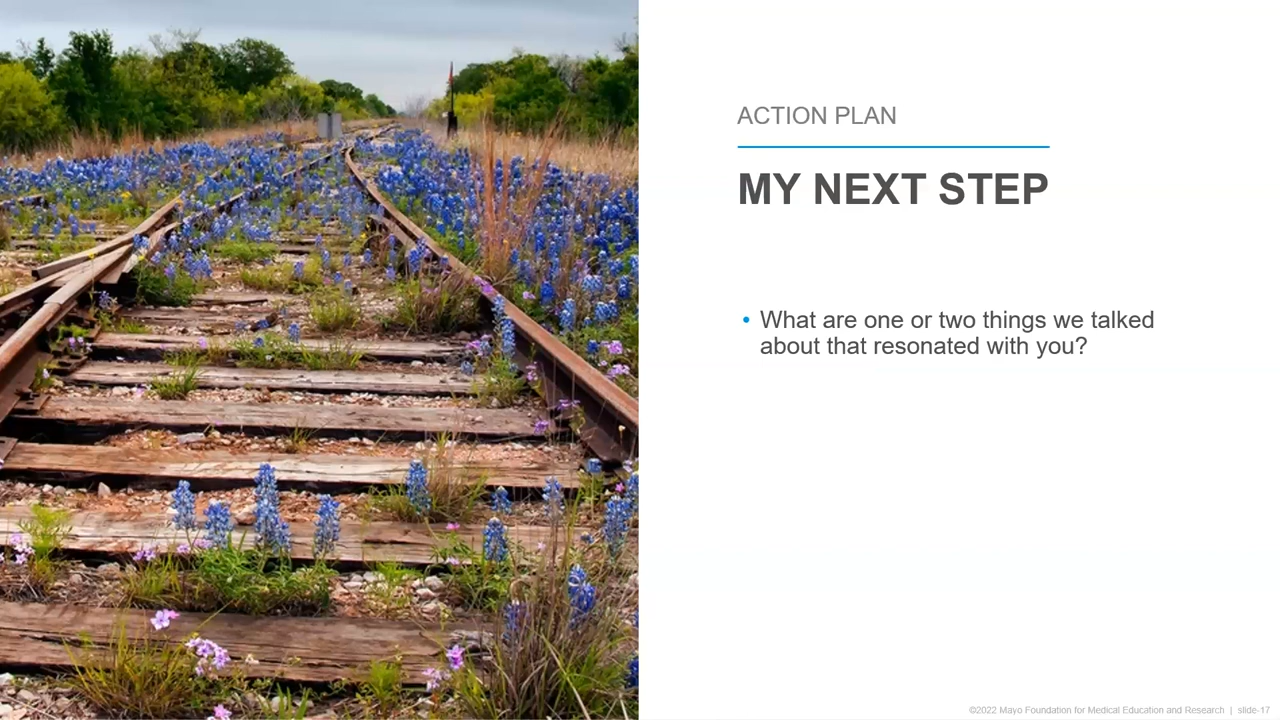 ACTION PLAN
MY NEXT STEP
• What are one or two things we talked
about that resonated with you?
©2022 Mayo Foundation for Medical Education and Research | slide-17